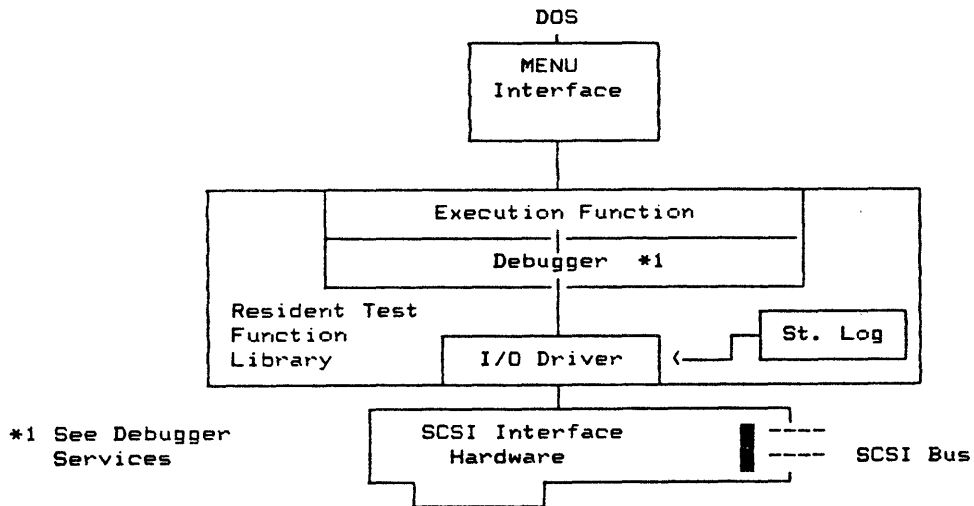 DOS
MENU
Interface
Execution Function
Debugger *1
Resident Test
Function
Library
St. Log
I/O Driver
*1 See Debugger
Services
SCSI Interface
Hardware
SCSI Bus